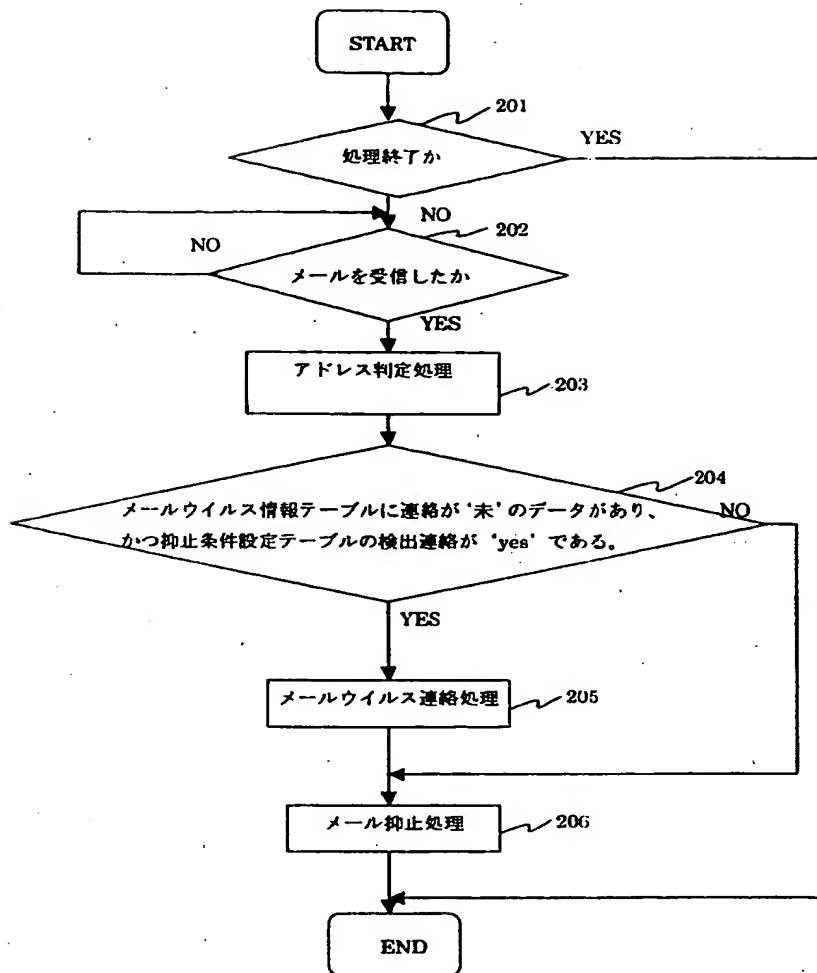 START
201
YES
処理終了か
NO
202
NO
メールを受信したか
YES
アドレス判定処理
203
204
メールウイルス情報テーブルに連絡が‘未’のデータがあり、
NO
かつ抑止条件設定テーブルの検出連絡が‘yes’である。
YES
メールウイルス連絡処理
205
メール抑止処理
206
END